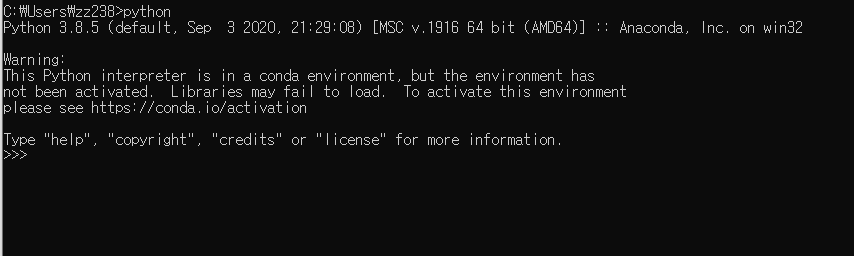 C:₩Users₩zz238>python
Python 3.8.5 (default, Sep  3 2020, 21:29:08) [MSC v.1916 64 bit (AMD64)] :: Anaconda, Inc. on win32
Warning:
This Python interpreter is in a conda environment, but the environment has
not been activated.  Libraries may fail to load.  To activate this environment
please see https://conda.io/activation
Type "help", "copyright", "credits" or "license" for more information.
>>>